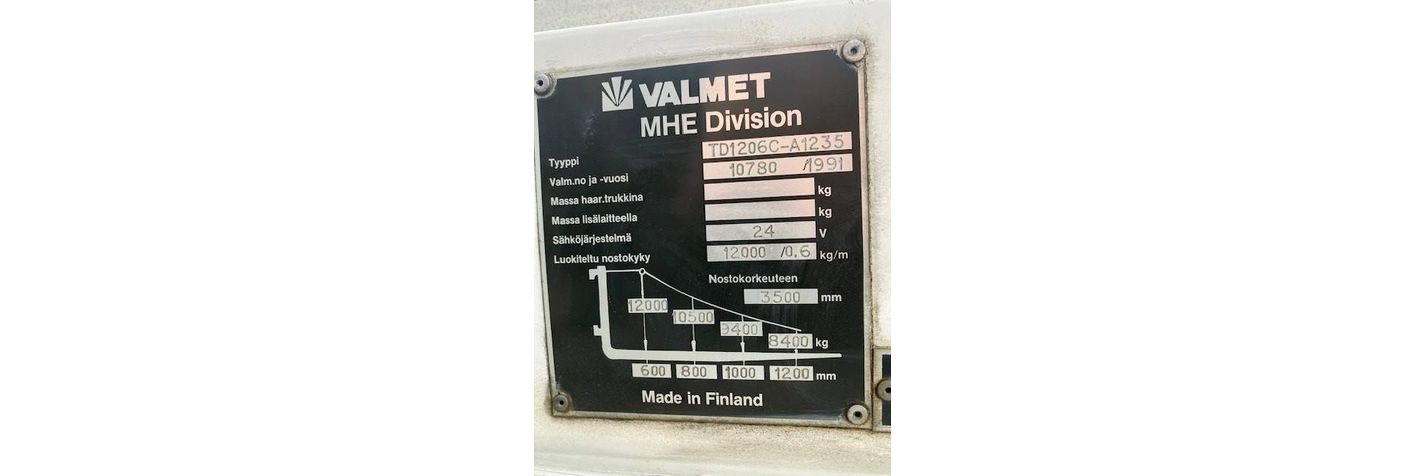 VALMET
MHE Division
Tyyppi TD1206C-A1235
Valm.no ja -vuosi 10780 /1991
Massa haar.trukkina kg
Massa lisälaitteella kg
Sähköjärjestelmä 24 V
Luokiteltu nostokyky 12000 /0,6 kg/m
Nostokorkeuteen
3500 mm
12000 10500 9400 8400 kg
600 800 1000 1200 mm
Made in Finland